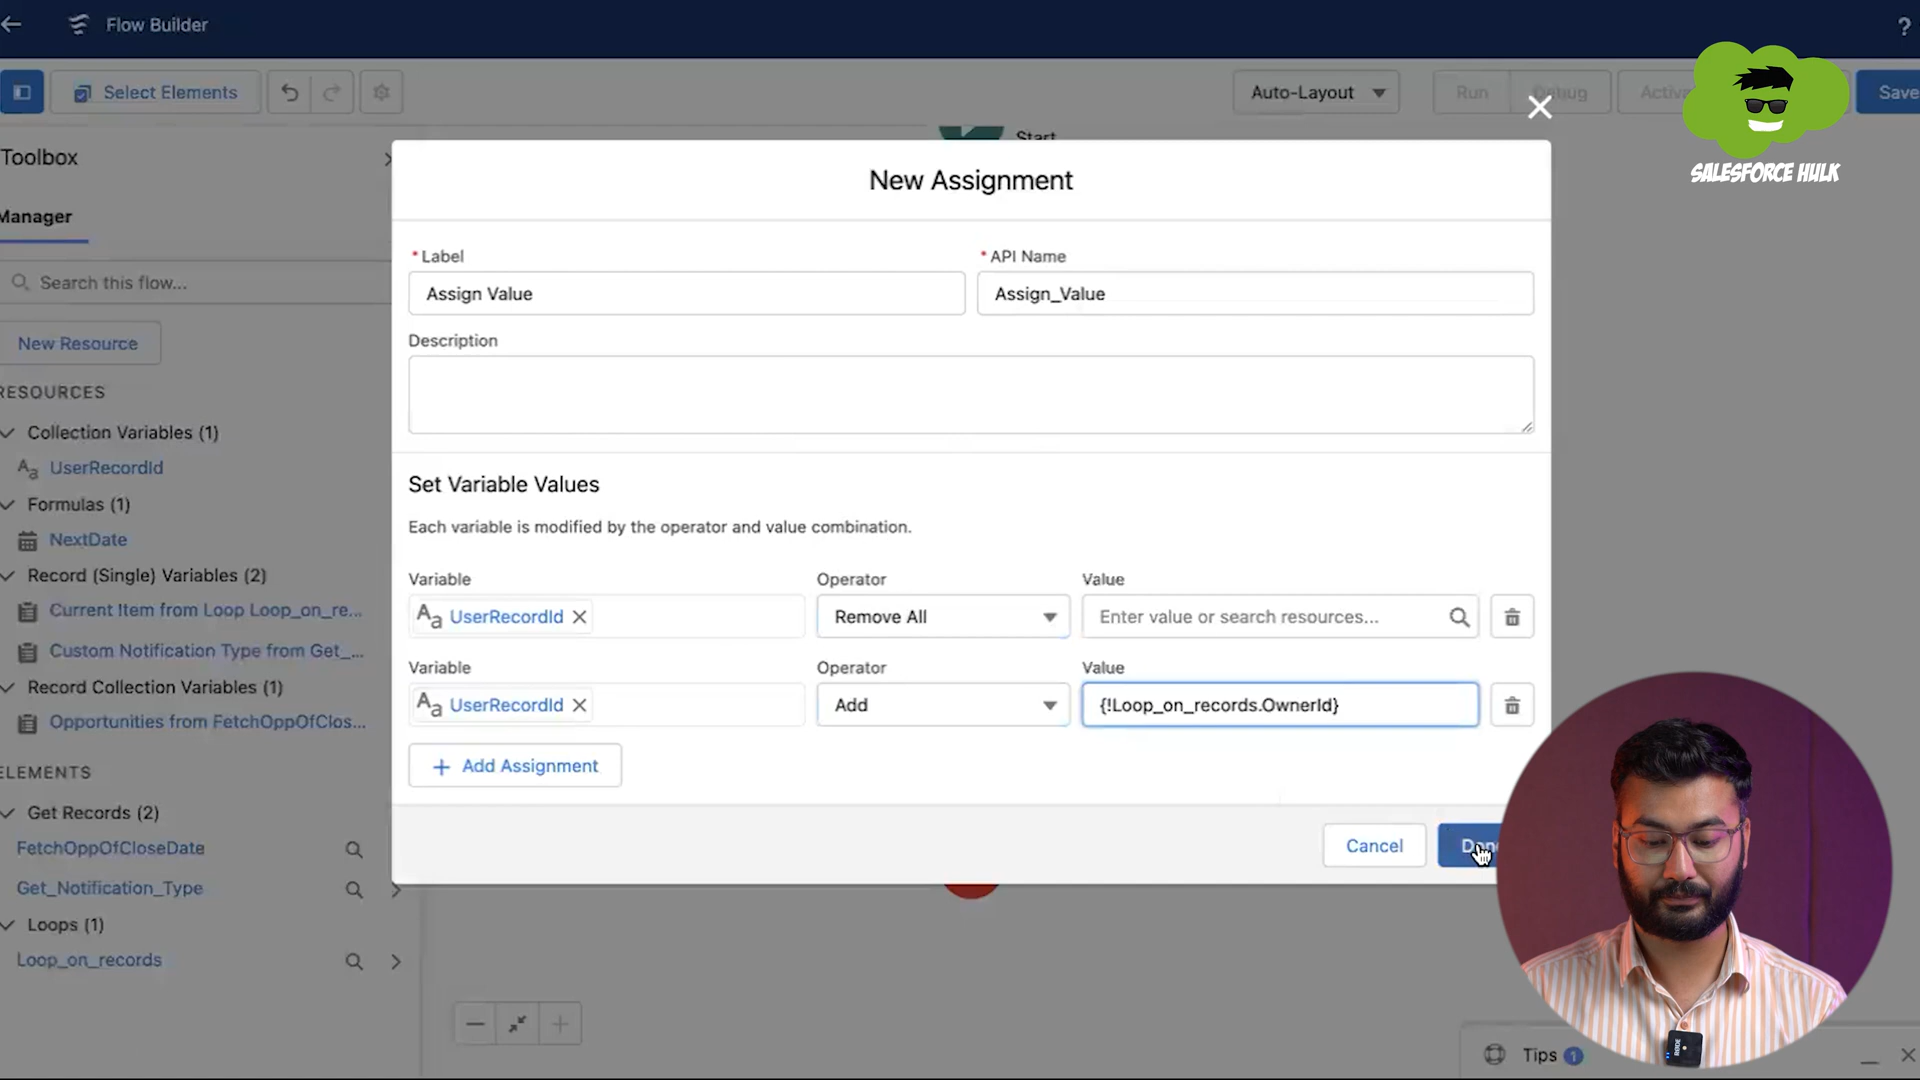 Flow Builder
?
Select Elements
Auto-Layout
Run
Debug
Save
SALESFORCE HULK
Toolbox
Start
New Assignment
Manager
* Label
* API Name
Assign Value
Assign_Value
Search this flow...
Description
New Resource
RESOURCES
Collection Variables (1)
UserRecordId
Set Variable Values
Formulas (1)
Each variable is modified by the operator and value combination.
NextDate
Record (Single) Variables (2)
Variable
Operator
Value
Current Item from Loop Loop_on_re...
Aa UserRecordId
Remove All
Enter value or search resources...
Custom Notification Type from Get_...
Variable
Operator
Value
Record Collection Variables (1)
Aa UserRecordId
Add
{!Loop_on_records.OwnerId}
Opportunities from FetchOppOfClos...
+ Add Assignment
ELEMENTS
Get Records (2)
FetchOppOfCloseDate
Cancel
Get_Notification_Type
Loops (1)
Loop_on_records
Tips 1